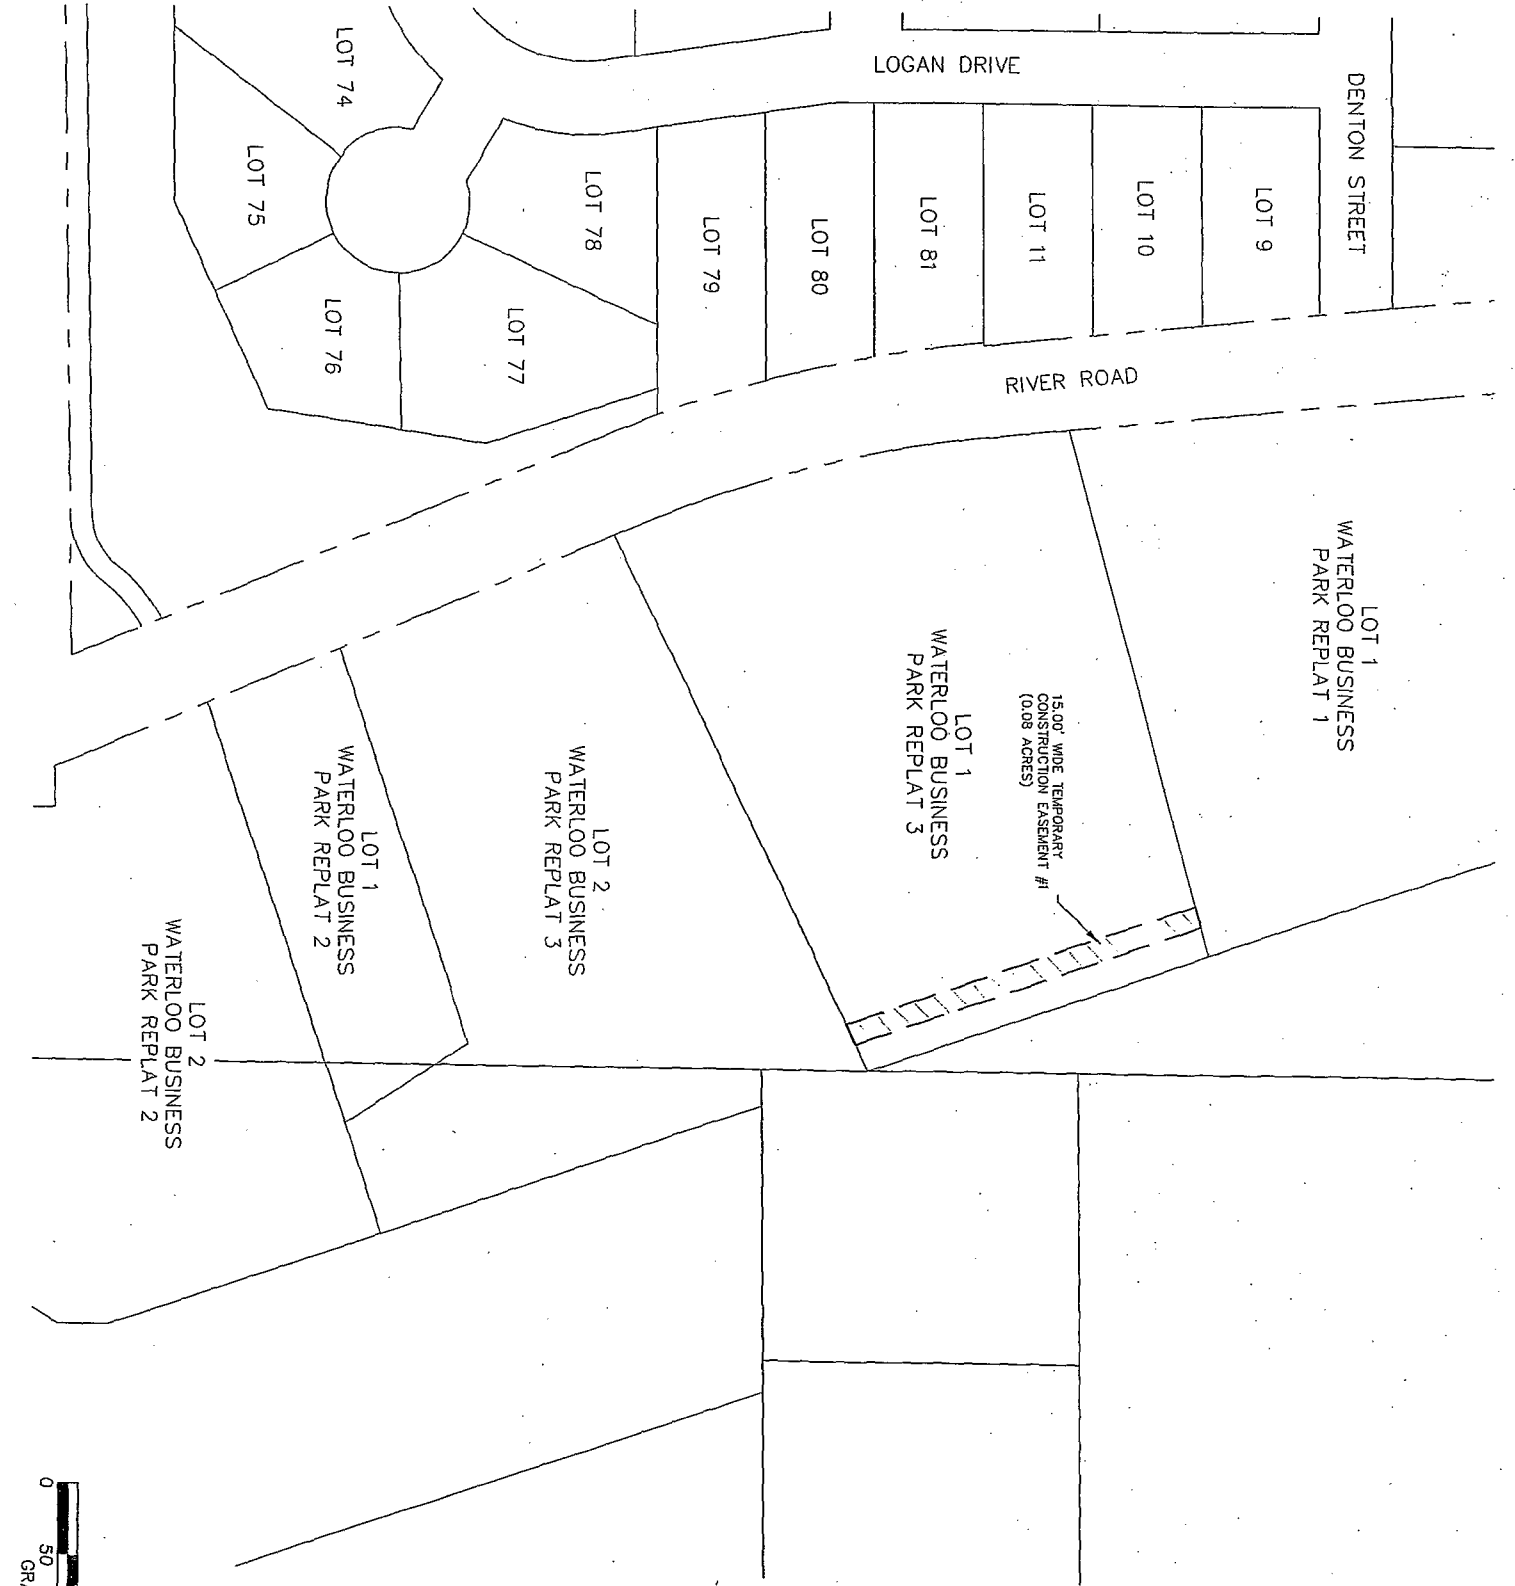 LOGAN DRIVE
DENTON STREET
LOT 74
LOT 75
LOT 76
LOT 77
LOT 78
LOT 79
LOT 80
LOT 81
LOT 11
LOT 10
LOT 9
RIVER ROAD
LOT 1
WATERLOO BUSINESS
PARK REPLAT 1
LOT 1
WATERLOO BUSINESS
PARK REPLAT 3
15.00' WIDE TEMPORARY
CONSTRUCTION EASEMENT #1
(0.08 ACRES)
LOT 2
WATERLOO BUSINESS
PARK REPLAT 3
LOT 1
WATERLOO BUSINESS
PARK REPLAT 2
LOT 2
WATERLOO BUSINESS
PARK REPLAT 2
0 50